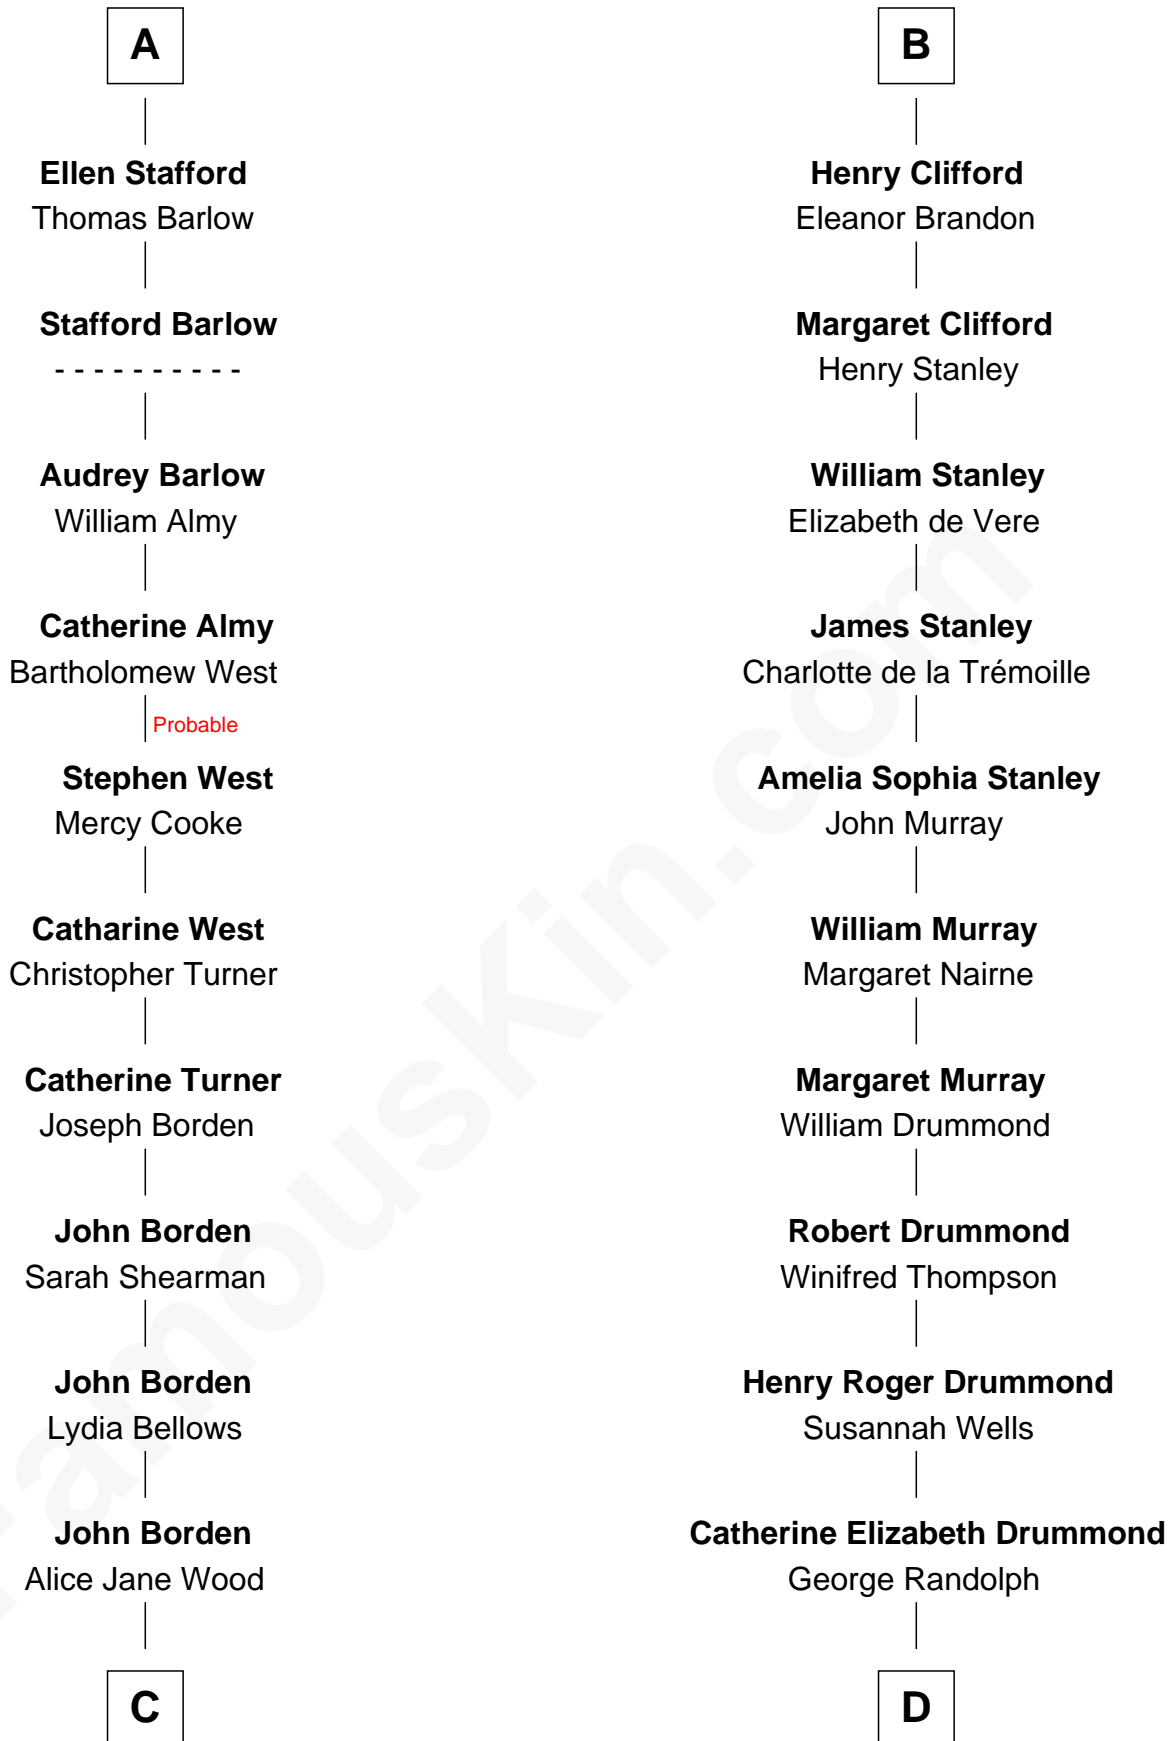 A
Ellen Stafford
Thomas Barlow
Stafford Barlow
- - - - - - - - - -
Audrey Barlow
William Almy
Catherine Almy
Bartholomew West
Probable
Stephen West
Mercy Cooke
Catharine West
Christopher Turner
Catherine Turner
Joseph Borden
John Borden
Sarah Shearman
John Borden
Lydia Bellows
John Borden
Alice Jane Wood
C
B
Henry Clifford
Eleanor Brandon
Margaret Clifford
Henry Stanley
William Stanley
Elizabeth de Vere
James Stanley
Charlotte de la Trémoille
Amelia Sophia Stanley
John Murray
William Murray
Margaret Nairne
Margaret Murray
William Drummond
Robert Drummond
Winifred Thompson
Henry Roger Drummond
Susannah Wells
Catherine Elizabeth Drummond
George Randolph
D
FamousKin.com